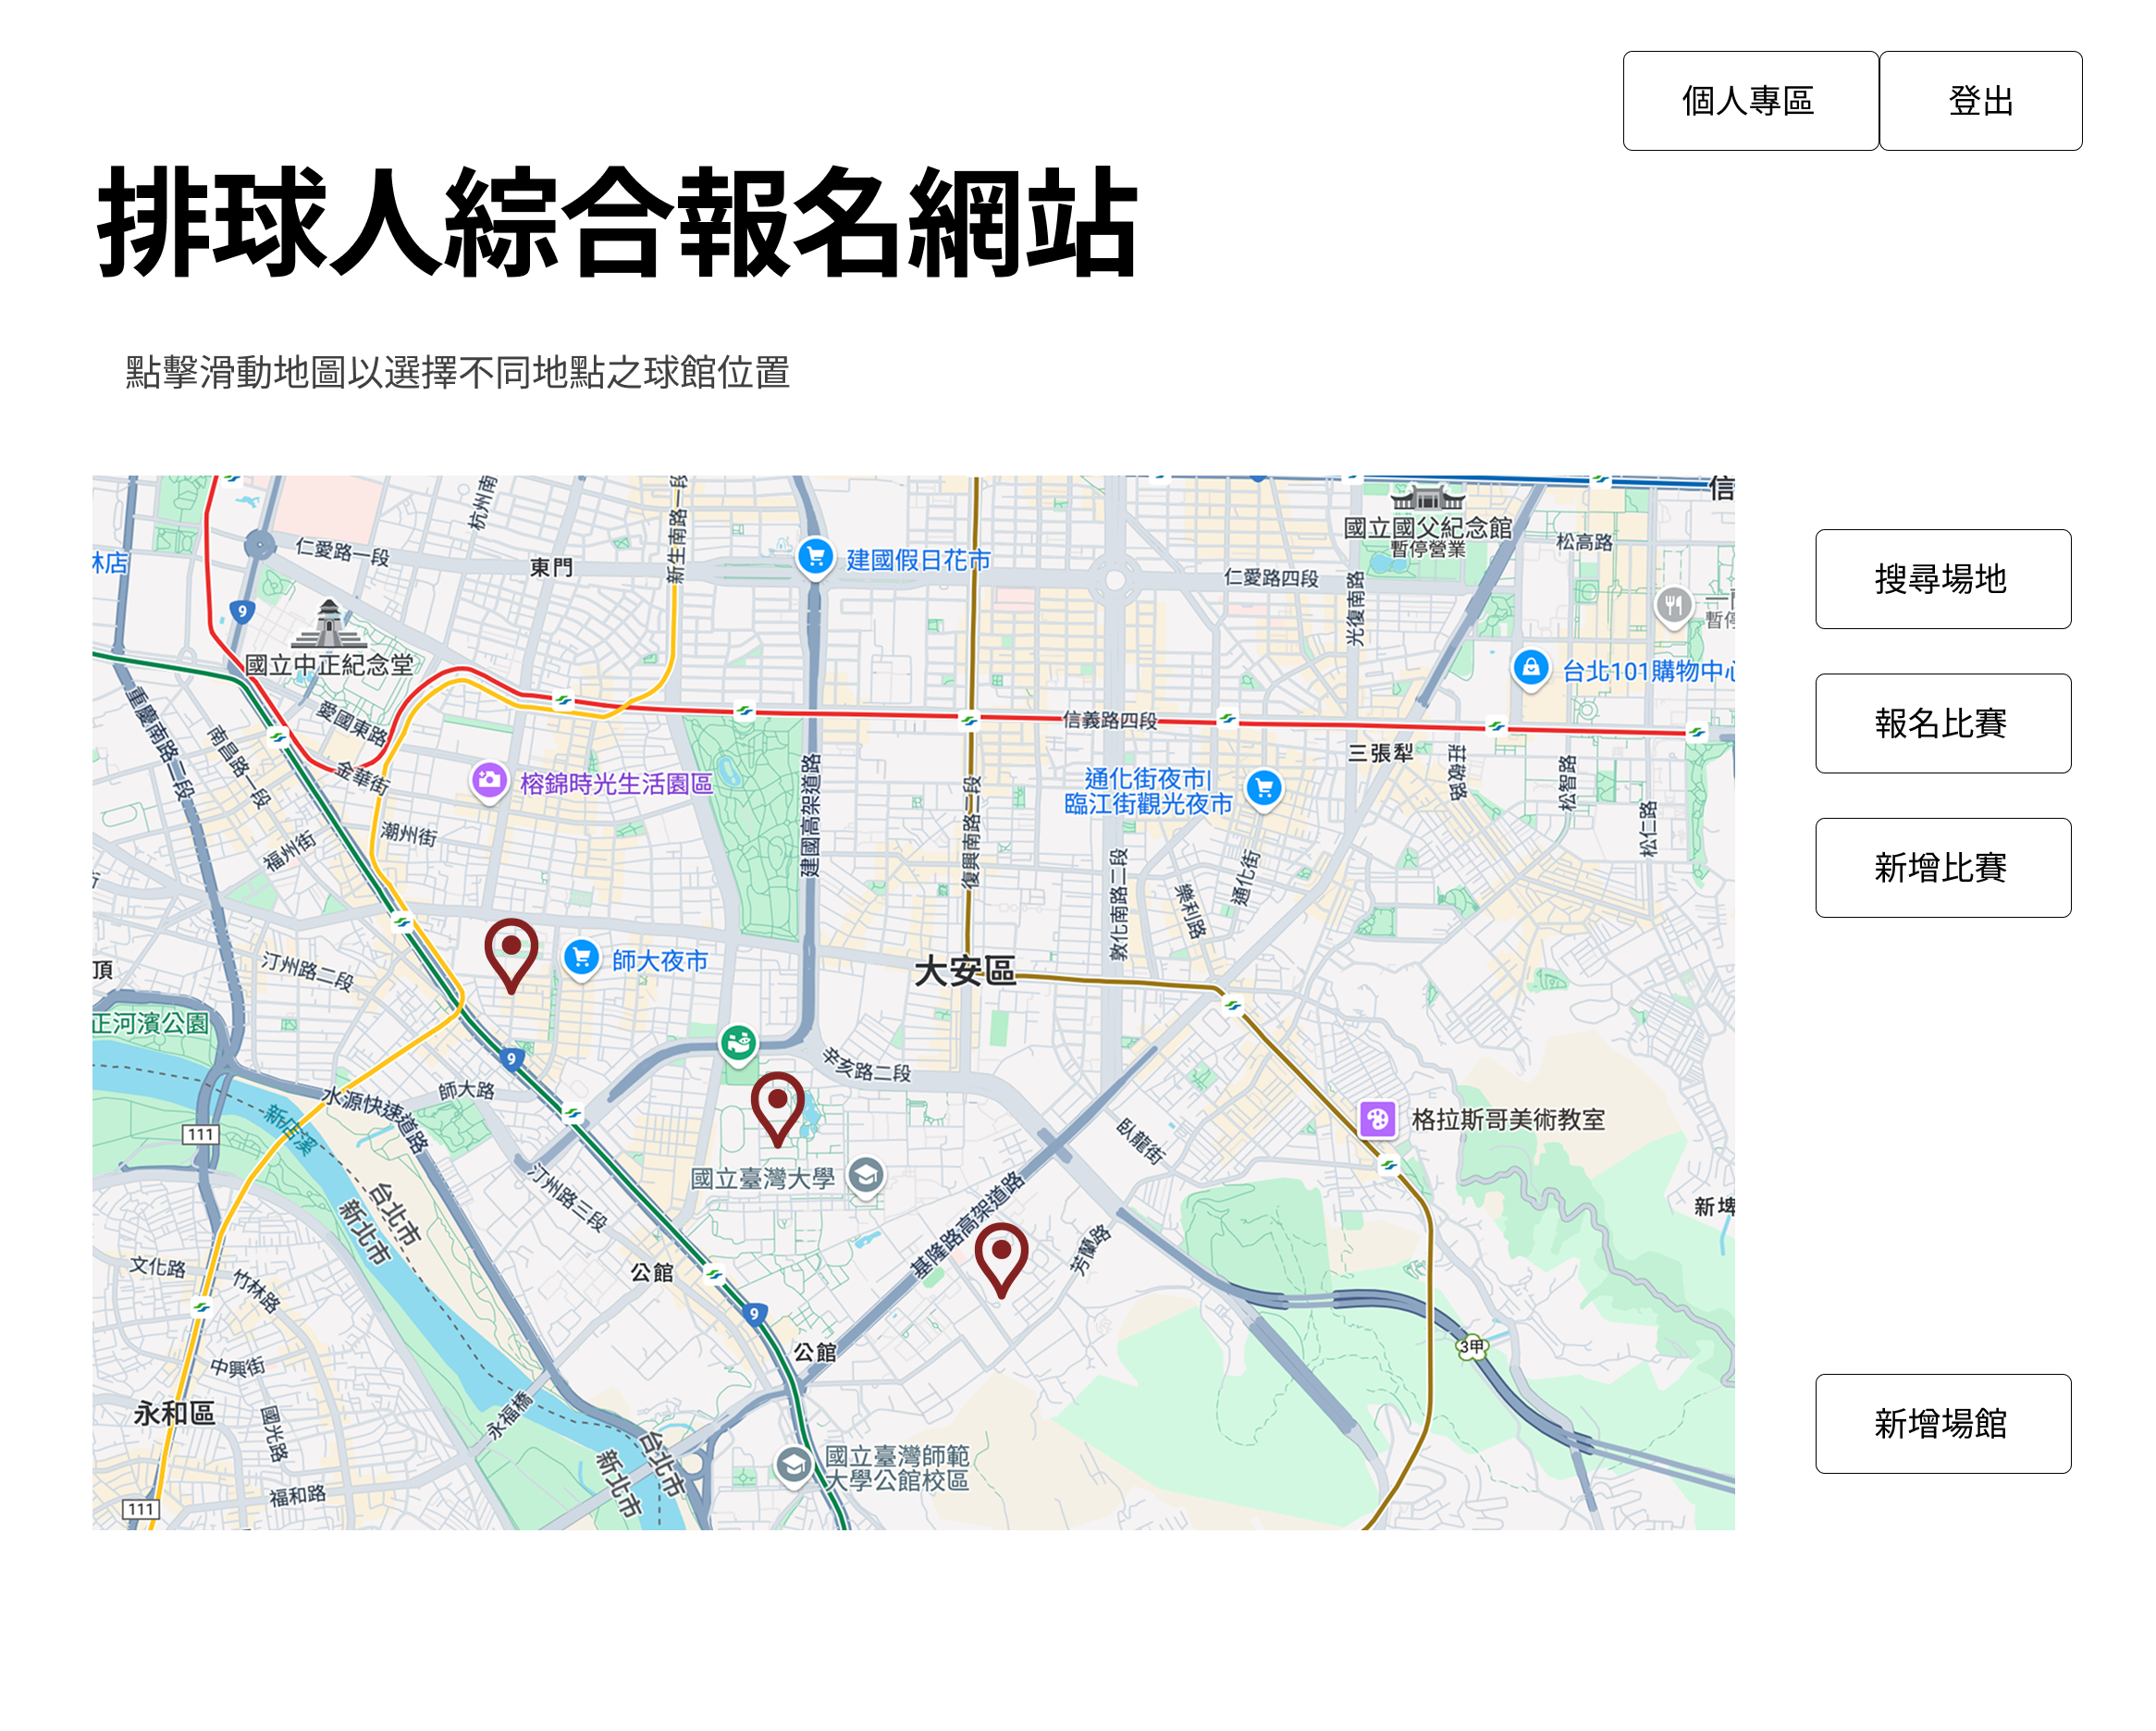 個人專區
登出
排球人綜合報名網站
點擊滑動地圖以選擇不同地點之球館位置
信
國立國父紀念館
暫停營業
松高路
杭州南
新生南路一段
仁愛路一段
東門
建國假日花市
仁愛路四段
光復南路
林店
9
暫停
國立中正紀念堂
台北101購物中心
搜尋場地
重慶南路一段
南昌路一段
愛國東路
信義路四段
三張犁
莊敬路
松智路
松仁路
報名比賽
金華街
榕錦時光生活園區
建國高架道路
復興南路二段
通化街夜市|
臨江街觀光夜市
潮州街
福州街
敦化南路二段
樂利路
通化街
新增比賽
汀州路二段
師大夜市
大安區
頂
正河濱公園
9
辛亥路二段
師大路
水源快速道路
新店溪
111
臥龍街
格拉斯哥美術教室
國立臺灣大學
汀州路三段
台北市
新北市
基隆路高架道路
芳蘭路
新埤
文化路
竹林路
公館
9
公館
3甲
中興街
永和區
國光路
永福橋
新增場館
福和路
111
台北市
新北市
國立臺灣師範
大學公館校區